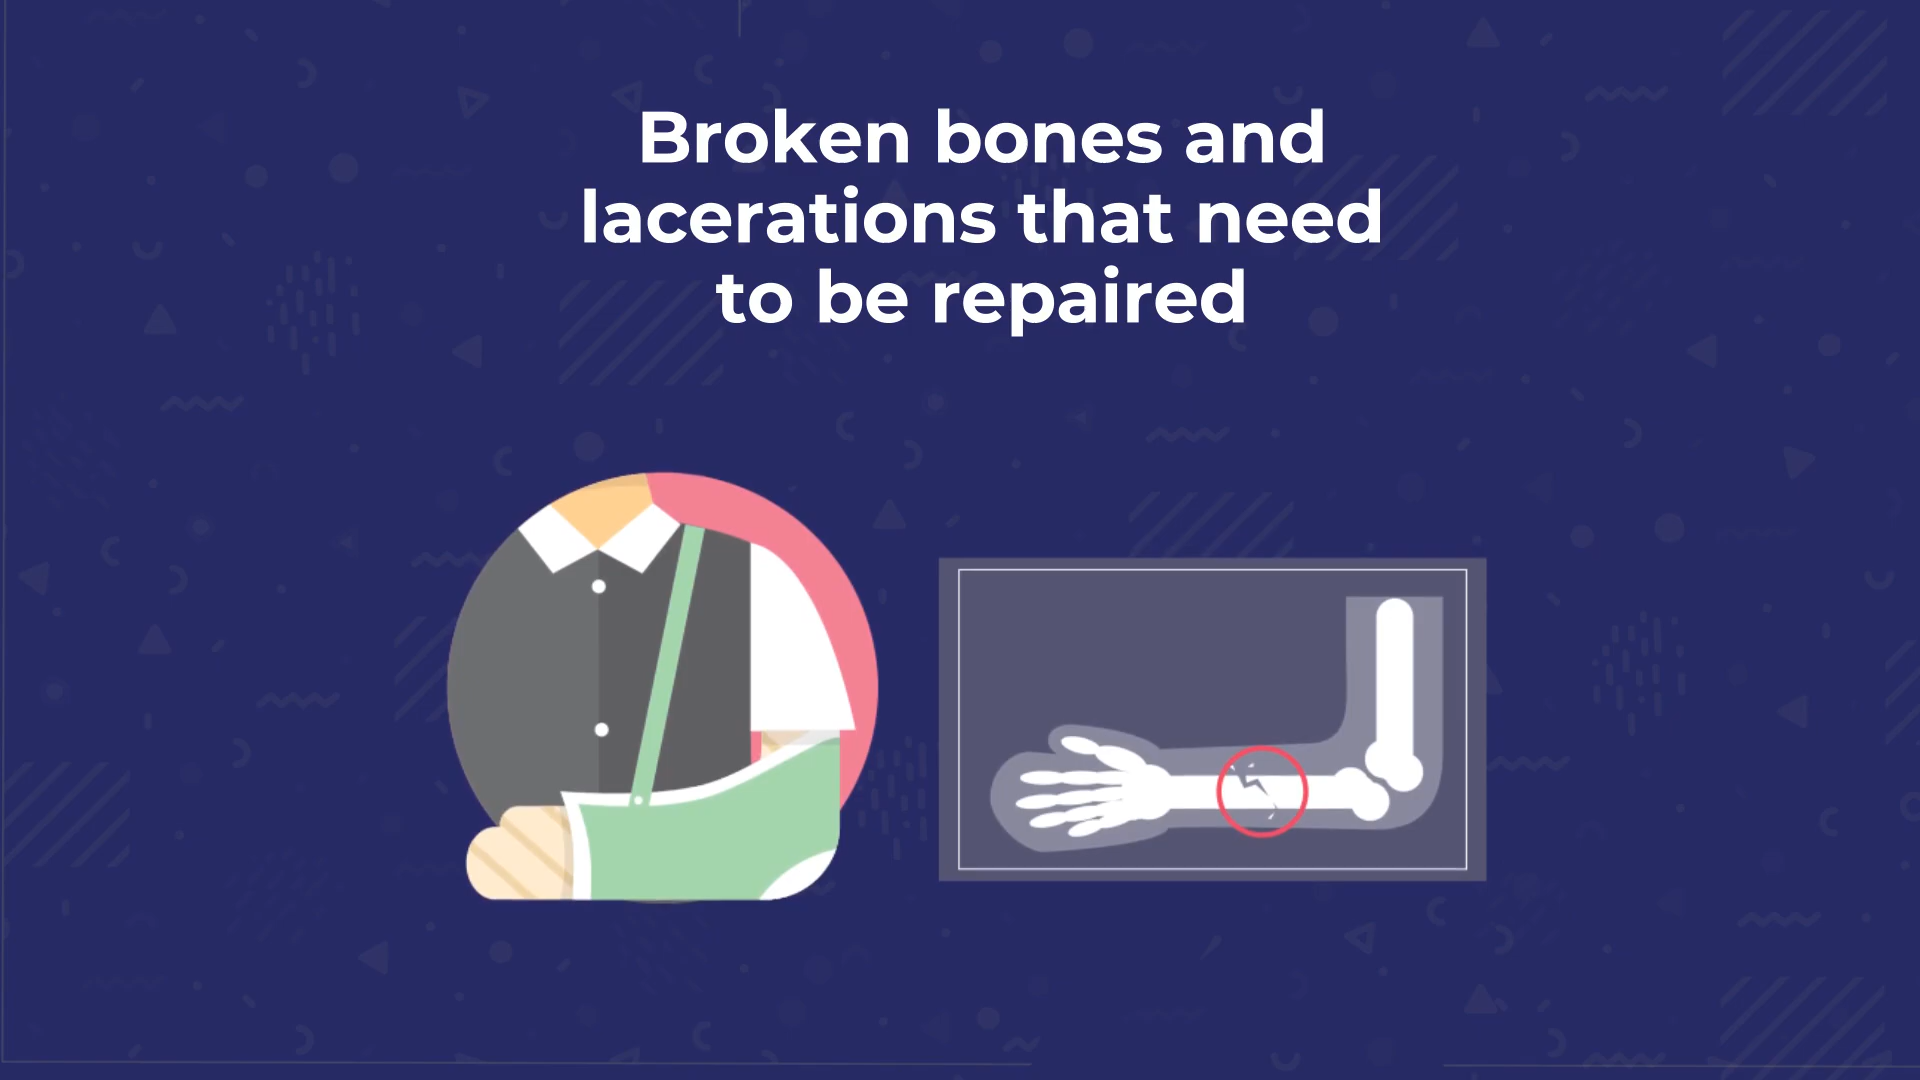 Broken bones and
lacerations that need
to be repaired